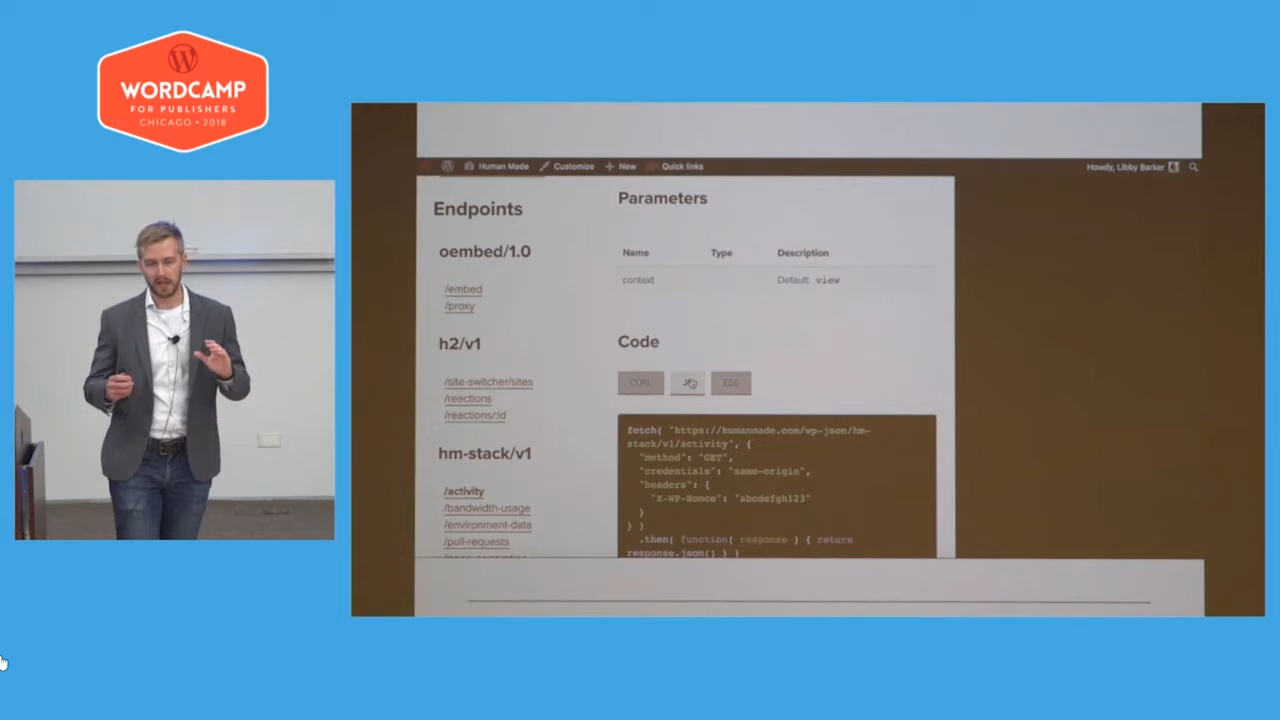 WORDCAMP
FOR PUBLISHERS
CHICAGO • 2018
Human Made
Customize
+ New
Quick links
Howdy, Libby Barker
Endpoints
oembed/1.0
/embed
/proxy
h2/v1
/site-switcher/sites
/reactions
/reactions/:id
hm-stack/v1
/activity
/bandwidth-usage
/environment-data
/pull-requests
Parameters
Name Type Description
context Default: view
Code
CURL
fetch( "https://humanmade.com/wp-json/hm-
stack/v1/activity", {
"method": "GET",
"credentials": "same-origin",
"headers": {
"X-WP-Nonce": "abcdefgh123"
}
} )
.then( function( response ) { return
response.json() } )